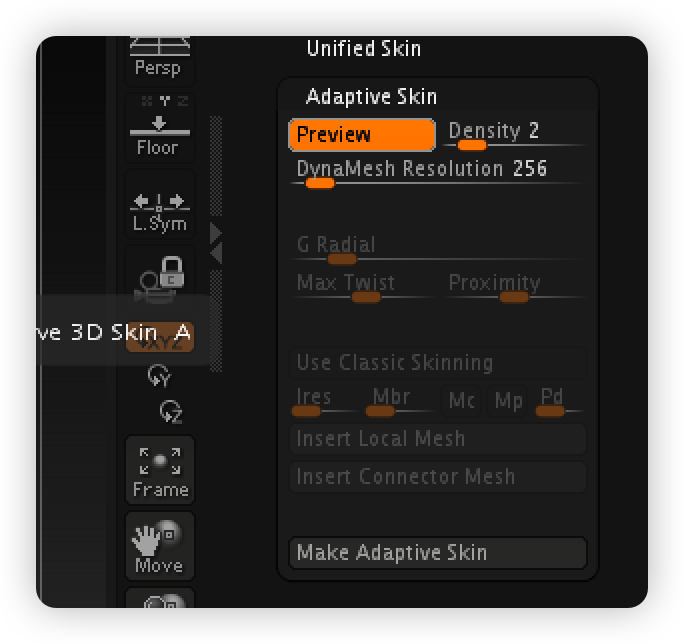 Persp
X Y Z
Floor
L.Sym
ve 3D Skin A
XYZ
Y
Z
Frame
Move
Unified Skin
Adaptive Skin
Preview
Density 2
DynaMesh Resolution 256
G Radial
Max Twist
Proximity
Use Classic Skinning
Ires Mbr Mc Mp Pd
Insert Local Mesh
Insert Connector Mesh
Make Adaptive Skin